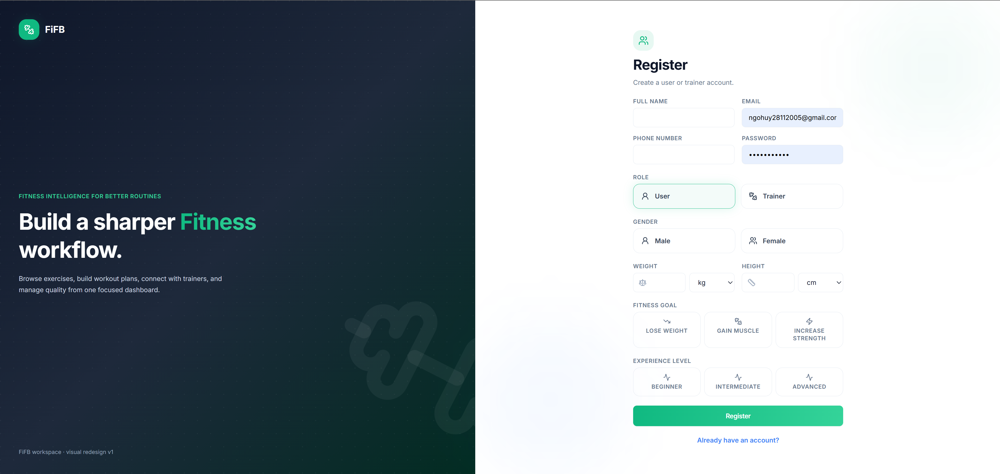 FiFB
FITNESS INTELLIGENCE FOR BETTER ROUTINES
Build a sharper Fitness
workflow.
Browse exercises, build workout plans, connect with trainers, and
manage quality from one focused dashboard.
FiFB workspace · visual redesign v1
Register
Create a user or trainer account.
FULL NAME
EMAIL
ngohuy28112005@gmail.cor
PHONE NUMBER
PASSWORD
•••••••••••
ROLE
User
Trainer
GENDER
Male
Female
WEIGHT
HEIGHT
kg
cm
FITNESS GOAL
LOSE WEIGHT
GAIN MUSCLE
INCREASE
STRENGTH
EXPERIENCE LEVEL
BEGINNER
INTERMEDIATE
ADVANCED
Register
Already have an account?